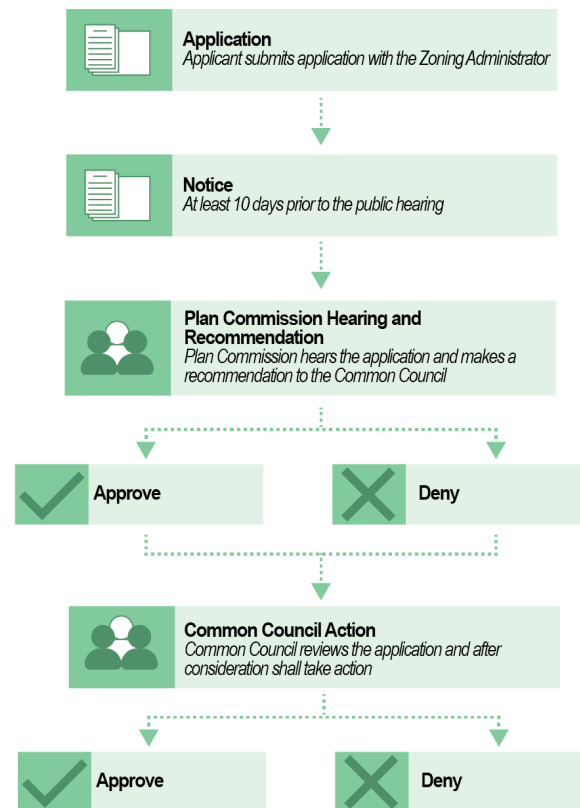 Application
Applicant submits application with the Zoning Administrator
Notice
At least 10 days prior to the public hearing
Plan Commission Hearing and
Recommendation
Plan Commission hears the application and makes a
recommendation to the Common Council
Approve
Deny
Common Council Action
Common Council reviews the application and after
consideration shall take action
Approve
Deny